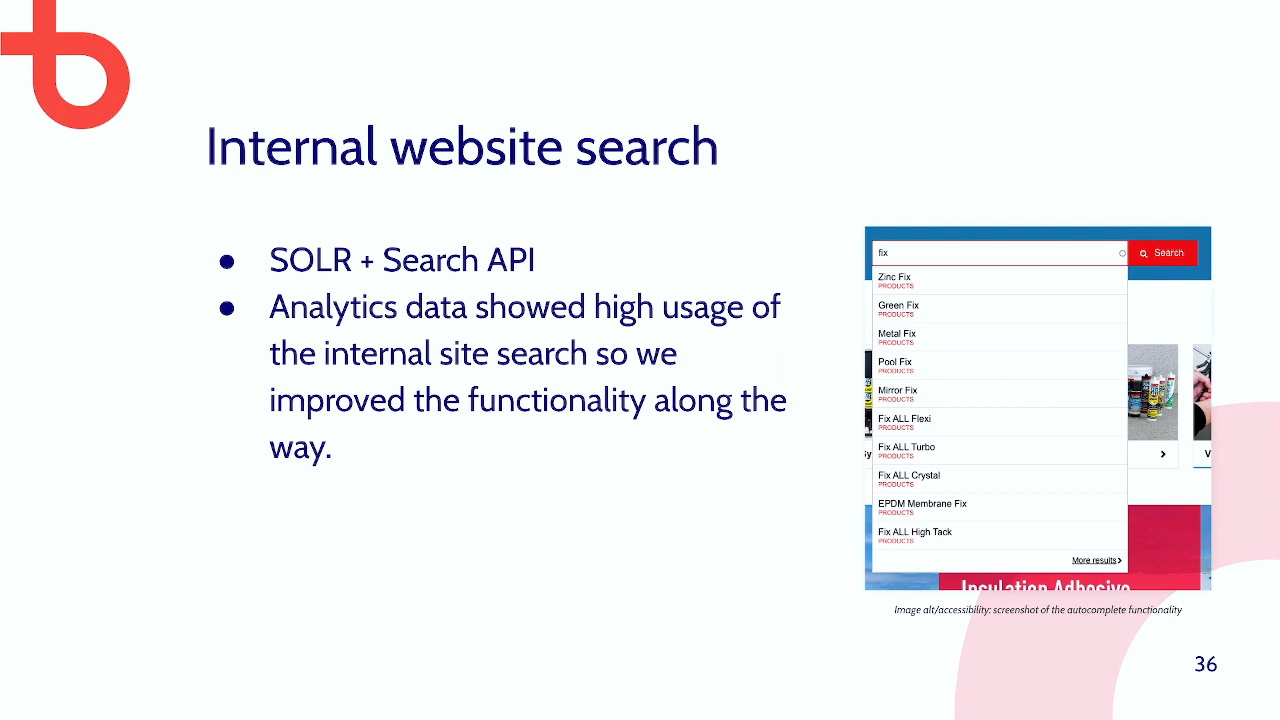 Internal website search
● SOLR + Search API
● Analytics data showed high usage of
the internal site search so we
improved the functionality along the
way.
fix
Search
Zinc Fix
PRODUCTS
Green Fix
PRODUCTS
Metal Fix
PRODUCTS
Pool Fix
PRODUCTS
Mirror Fix
PRODUCTS
Fix ALL Flexi
PRODUCTS
Fix ALL Turbo
PRODUCTS
Fix ALL Crystal
PRODUCTS
EPDM Membrane Fix
PRODUCTS
Fix ALL High Tack
PRODUCTS
More results
Insulation Adhesive
Image alt/accessibility: screenshot of the autocomplete functionality
36